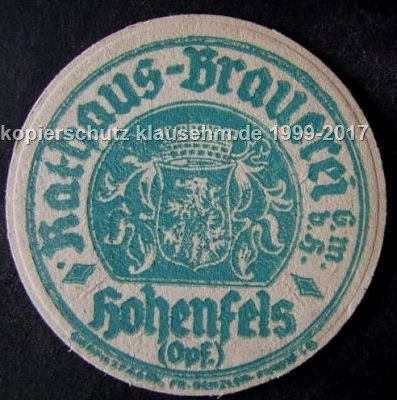 Rathaus-Brauerei
G.m.
b.H.
kopierschutz klausehm.de 1999-2017
Hohenfels
(Opf.)